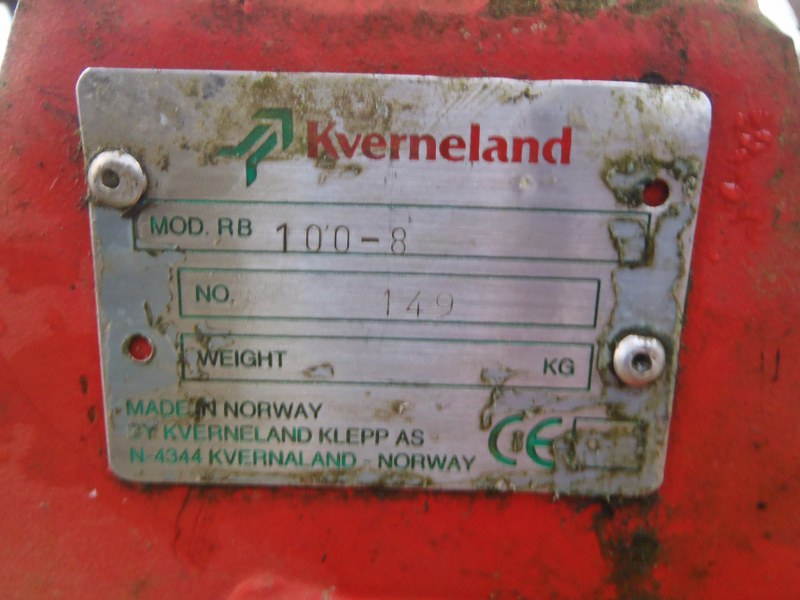 Kverneland
MOD. RB 100-8
NO. 149
WEIGHT KG
MADE IN NORWAY
BY KVERNELAND KLEPP AS
N-4344 KVERNALAND - NORWAY CE